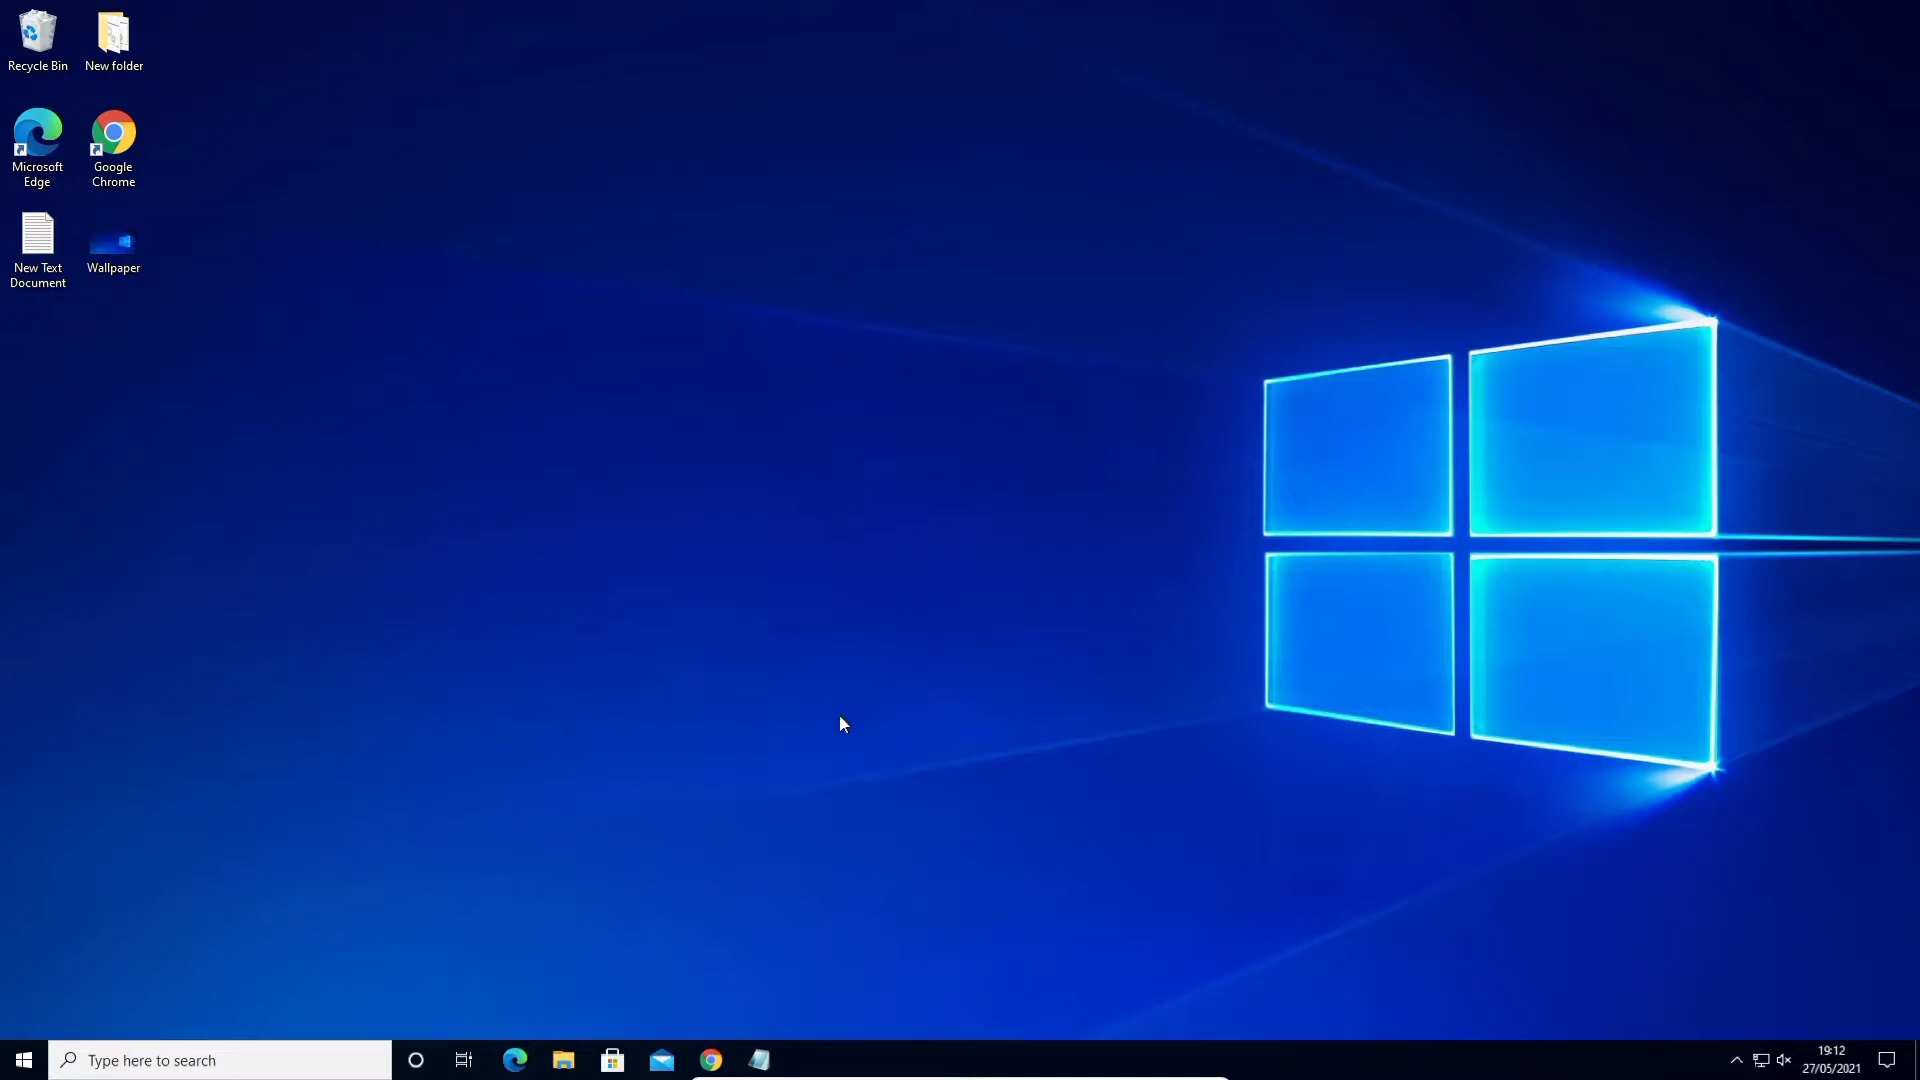 Recycle Bin
New folder
Microsoft
Edge
Google
Chrome
New Text
Document
Wallpaper
Type here to search
19:12
27/05/2021